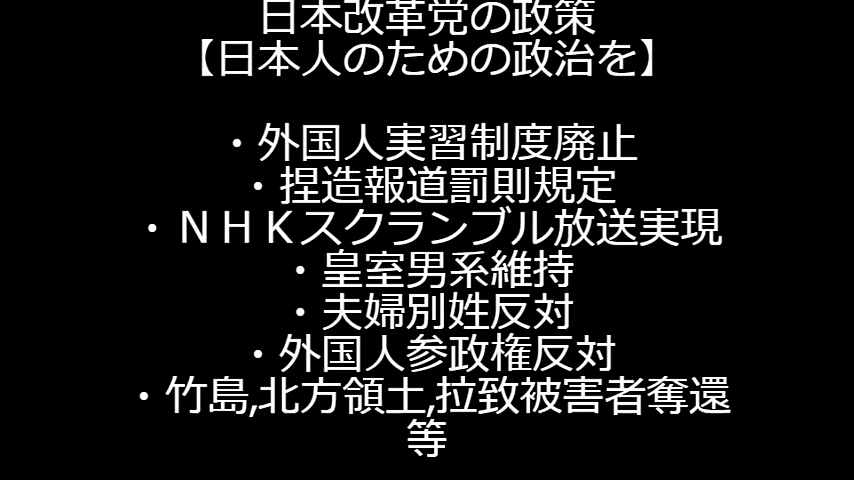 日本改革党の政策
【日本人のための政治を】
・外国人実習制度廃止
・捏造報道罰則規定
・ＮＨＫスクランブル放送実現
・皇室男系維持
・夫婦別姓反対
・外国人参政権反対
・竹島,北方領土,拉致被害者奪還
等